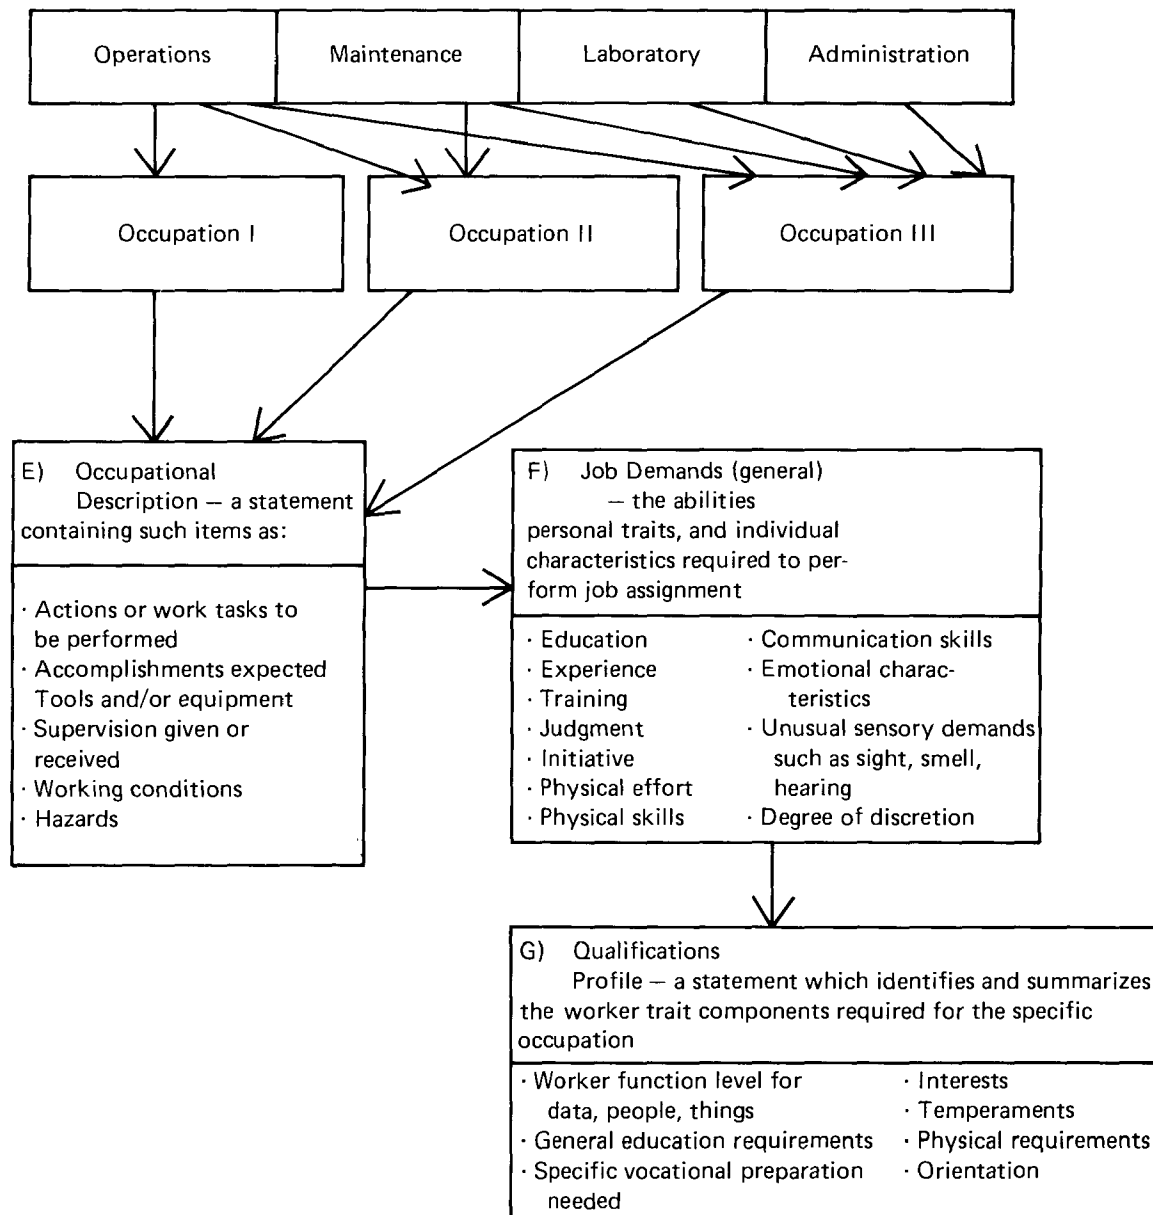 Operations
Maintenance
Laboratory
Administration
Occupation I
Occupation II
Occupation III
E) Occupational
Description — a statement
containing such items as:
· Actions or work tasks to
be performed
· Accomplishments expected
Tools and/or equipment
· Supervision given or
received
· Working conditions
· Hazards
F) Job Demands (general)
— the abilities
personal traits, and individual
characteristics required to per-
form job assignment
· Education
· Experience
· Training
· Judgment
· Initiative
· Physical effort
· Physical skills
· Communication skills
· Emotional charac-
teristics
· Unusual sensory demands
such as sight, smell,
hearing
· Degree of discretion
G) Qualifications
Profile — a statement which identifies and summarizes
the worker trait components required for the specific
occupation
· Worker function level for
data, people, things
· General education requirements
· Specific vocational preparation
needed
· Interests
· Temperaments
· Physical requirements
· Orientation